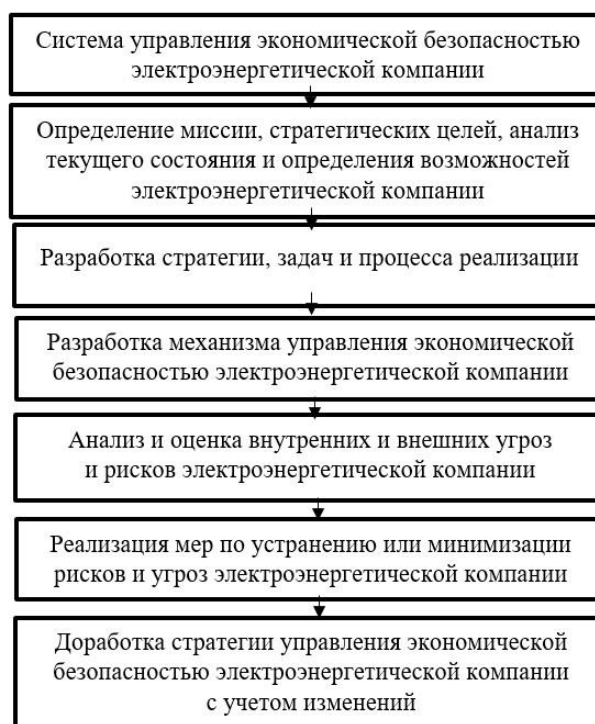 Система управления экономической безопасностью
электроэнергетической компании
Определение миссии, стратегических целей, анализ
текущего состояния и определения возможностей
электроэнергетической компании
Разработка стратегии, задач и процесса реализации
Разработка механизма управления экономической
безопасностью электроэнергетической компании
Анализ и оценка внутренних и внешних угроз
и рисков электроэнергетической компании
Реализация мер по устранению или минимизации
рисков и угроз электроэнергетической компании
Доработка стратегии управления экономической
безопасностью электроэнергетической компании
с учетом изменений